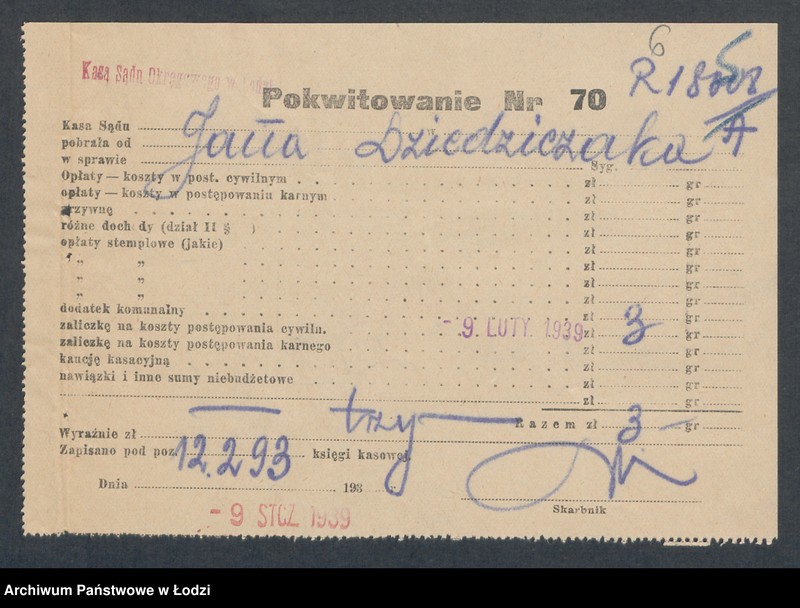 6
Kasa Sądu Okręgowego w Łodzi
Pokwitowanie Nr 70
R 18
A
Kasa Sądu
pobrała od Jana Dziedziczaka
w sprawie Syg.
Opłaty — koszty w post. cywilnym zł gr
opłaty — koszty w postępowaniu karnym zł gr
grzywnę zł gr
różne dochody (dział II § ) zł gr
opłaty stemplowe (jakie) zł gr
„ „ zł gr
„ „ zł gr
„ „ zł gr
dodatek komunalny zł gr
zaliczkę na koszty postępowania cywiln. - 9 LUTY 1939 zł 3 gr
zaliczkę na koszty postępowania karnego zł gr
kaucję kasacyjną zł gr
nawiązki i inne sumy niebudżetowe zł gr
zł gr
Razem zł 3 — gr
Wyraźnie zł — trzy —
Zapisano pod poz. 12.293 księgi kasowej.
Dnia 193
Skarbnik
- 9 STCZ. 1939
Archiwum Państwowe w Łodzi